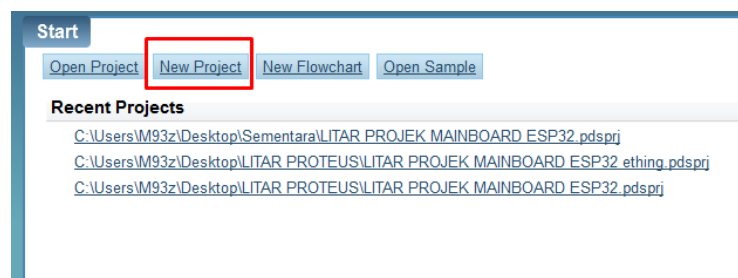 Start
Open Project New Project New Flowchart Open Sample
Recent Projects
C:\Users\M93z\Desktop\Sementara\LITAR PROJEK MAINBOARD ESP32.pdsprj
C:\Users\M93z\Desktop\LITAR PROTEUS\LITAR PROJEK MAINBOARD ESP32 ething.pdsprj
C:\Users\M93z\Desktop\LITAR PROTEUS\LITAR PROJEK MAINBOARD ESP32.pdsprj